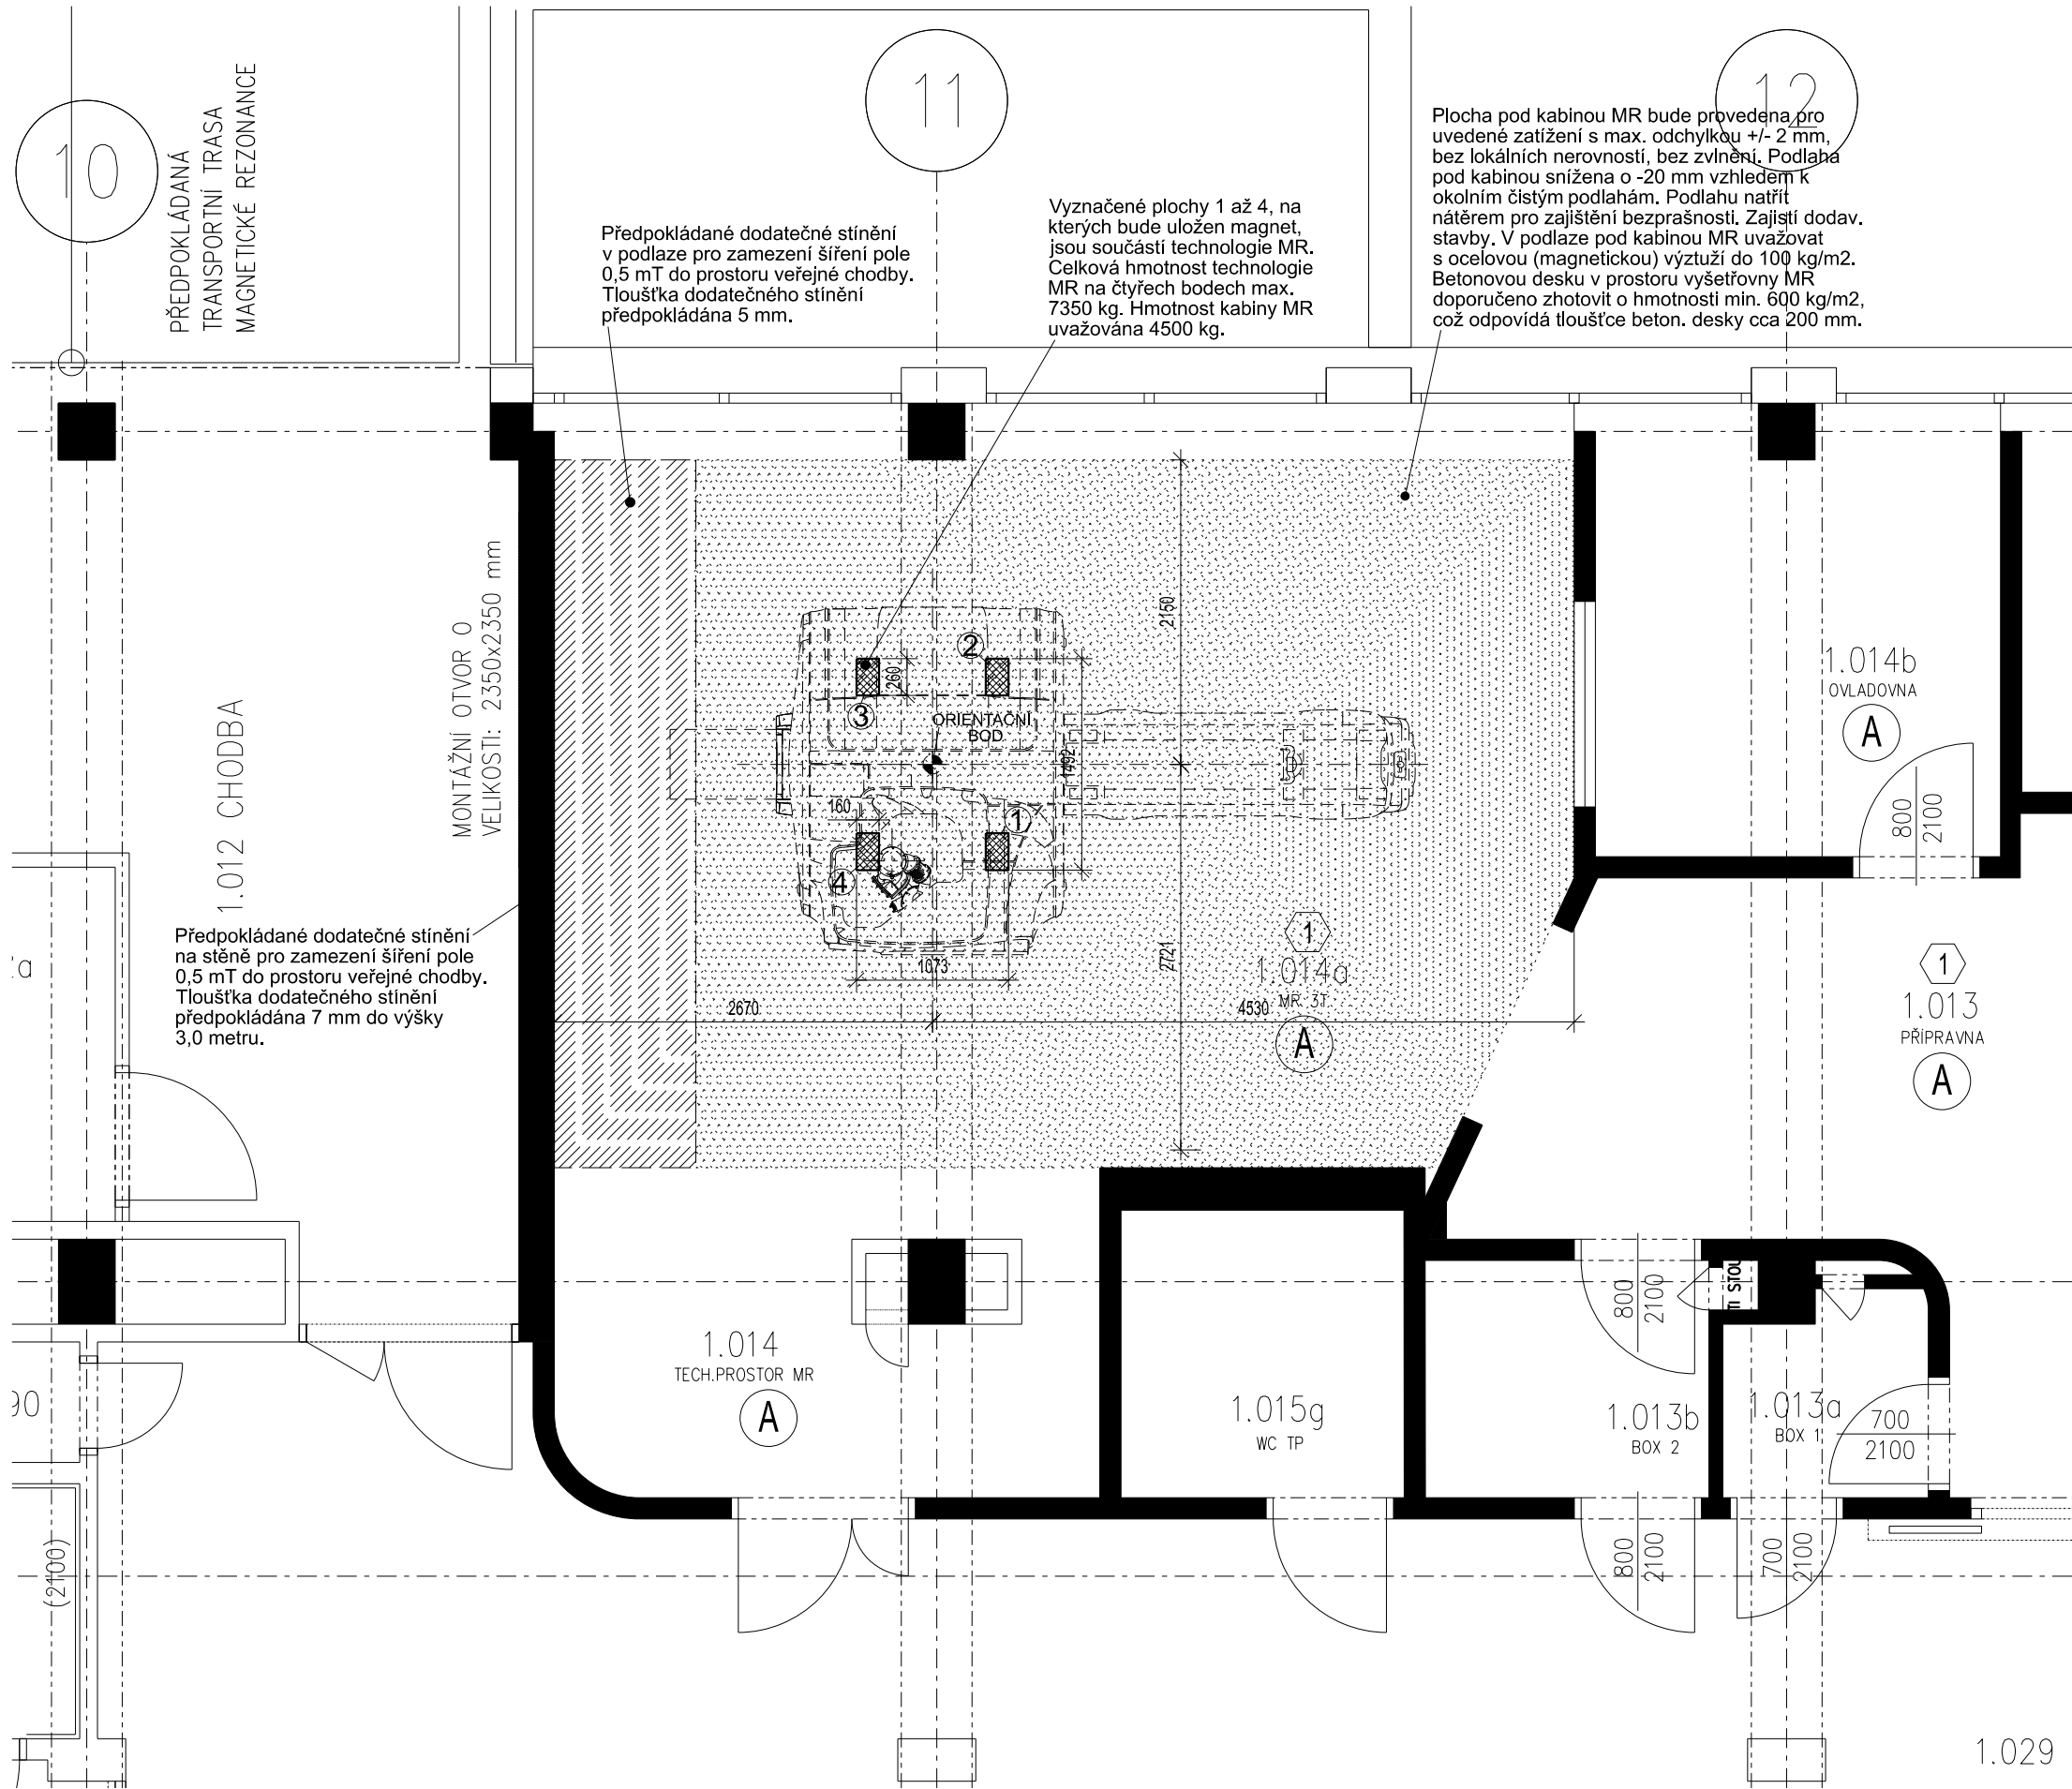 10
11
12
PŘEDPOKLÁDANÁ
TRANSPORTNÍ TRASA
MAGNETICKÉ REZONANCE
Předpokládané dodatečné stínění
v podlaze pro zamezení šíření pole
0,5 mT do prostoru veřejné chodby.
Tloušťka dodatečného stínění
předpokládána 5 mm.
Vyznačené plochy 1 až 4, na
kterých bude uložen magnet,
jsou součástí technologie MR.
Celková hmotnost technologie
MR na čtyřech bodech max.
7350 kg. Hmotnost kabiny MR
uvažována 4500 kg.
Plocha pod kabinou MR bude provedena pro
uvedené zatížení s max. odchylkou +/- 2 mm,
bez lokálních nerovností, bez zvlnění. Podlaha
pod kabinou snížena o -20 mm vzhledem k
okolním čistým podlahám. Podlahu natřít
nátěrem pro zajištění bezprašnosti. Zajistí dodav.
stavby. V podlaze pod kabinou MR uvažovat
s ocelovou (magnetickou) výztuží do 100 kg/m2.
Betonovou desku v prostoru vyšetřovny MR
doporučeno zhotovit o hmotnosti min. 600 kg/m2,
což odpovídá tloušťce beton. desky cca 200 mm.
MONTÁŽNÍ OTVOR O
VELIKOSTI: 2350x2350 mm
1.012 CHODBA
2150
2
260
3
ORIENTAČNÍ
BOD
1492
160
1
4
1073
2721
2670
4530
1
1.014a
MR 3T
A
1.014b
OVLADOVNA
A
800
2100
1
1.013
PŘÍPRAVNA
A
Předpokládané dodatečné stínění
na stěně pro zamezení šíření pole
0,5 mT do prostoru veřejné chodby.
Tloušťka dodatečného stínění
předpokládána 7 mm do výšky
3,0 metru.
1.014
TECH.PROSTOR MR
A
1.015g
WC TP
800
2100
TI STOU
1.013b
BOX 2
1.013a
BOX 1
700
2100
90
(2100)
800
2100
700
2100
1.029